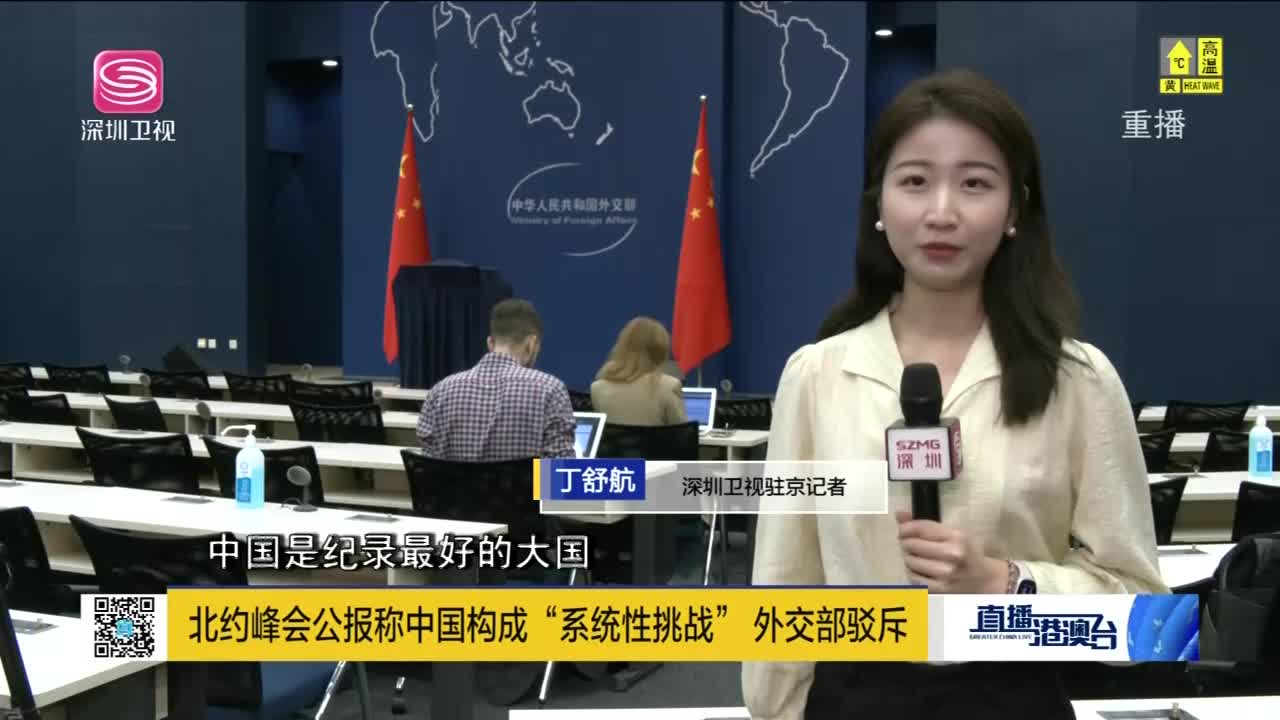 深圳卫视
℃
高温
黄 HEAT WAVE
重播
中华人民共和国外交部
Ministry of Foreign Affairs
SZMG
深圳
丁舒航
深圳卫视驻京记者
中国是纪录最好的大国
北约峰会公报称中国构成“系统性挑战” 外交部驳斥
直播港澳台
GREATER CHINA LIVE